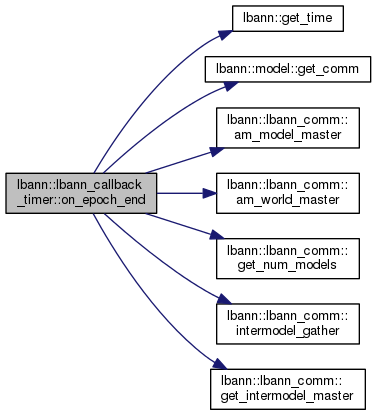 lbann::get_time
lbann::model::get_comm
lbann::lbann_comm::
am_model_master
lbann::lbann_callback
_timer::on_epoch_end
lbann::lbann_comm::
am_world_master
lbann::lbann_comm::
get_num_models
lbann::lbann_comm::
intermodel_gather
lbann::lbann_comm::
get_intermodel_master